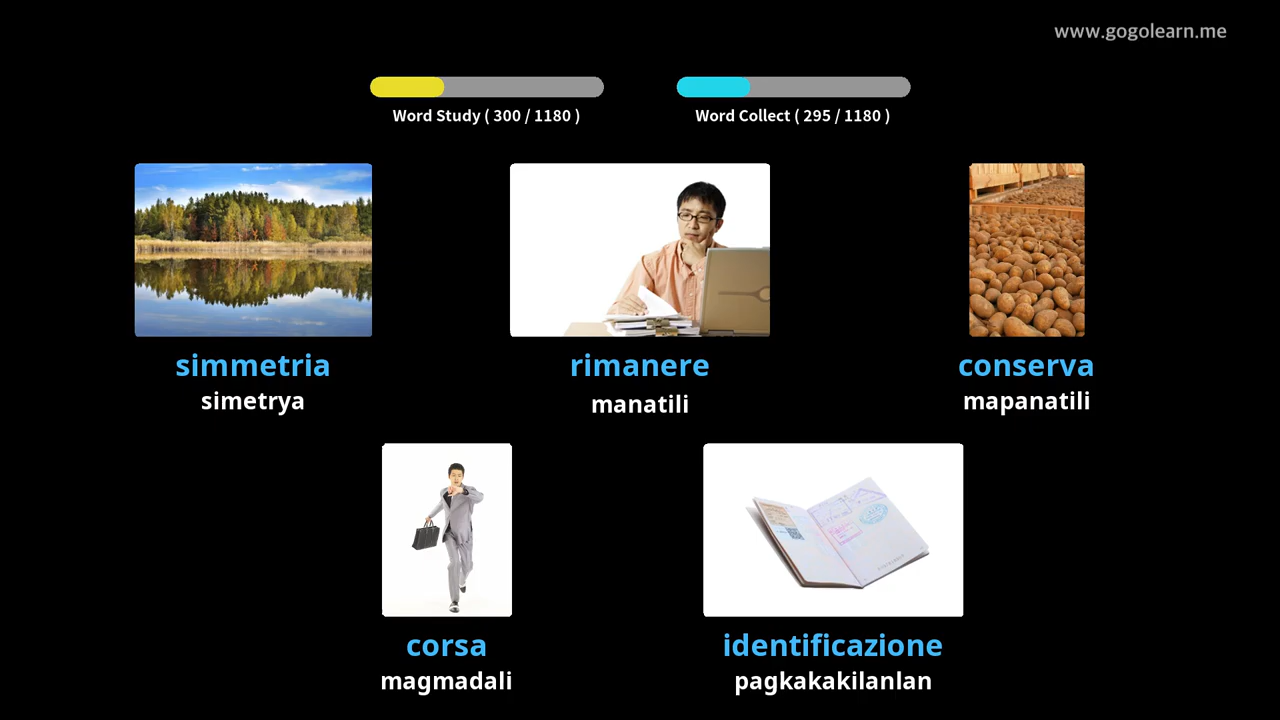 www.gogolearn.me
Word Study ( 300 / 1180 )
Word Collect ( 295 / 1180 )
simmetria
simetrya
rimanere
manatili
conserva
mapanatili
corsa
magmadali
identificazione
pagkakakilanlan